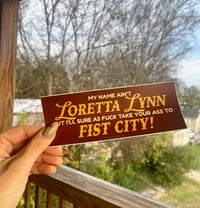 MY NAME AIN'T
LORETTA LYNN
BUT I'LL SURE AS FUCK TAKE YOUR ASS TO
FIST CITY!